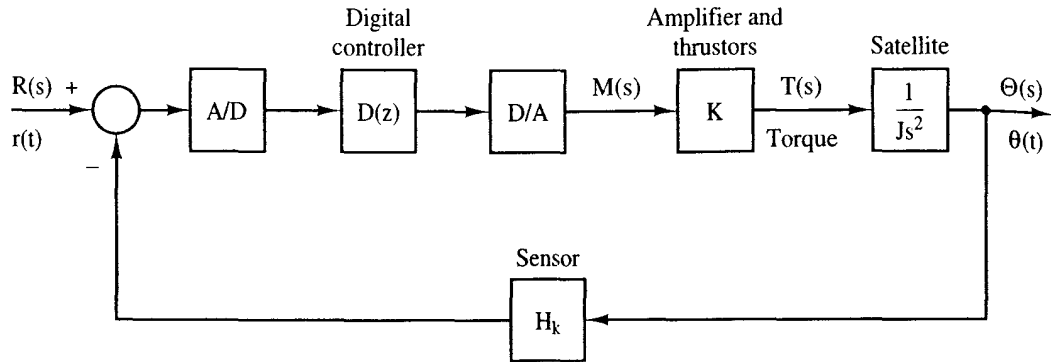 Digital
controller
Amplifier and
thrustors
Satellite
R(s) +
r(t)
−
A/D
D(z)
D/A
M(s)
K
T(s)
Torque
1
Js²
Θ(s)
θ(t)
Sensor
Hₖ